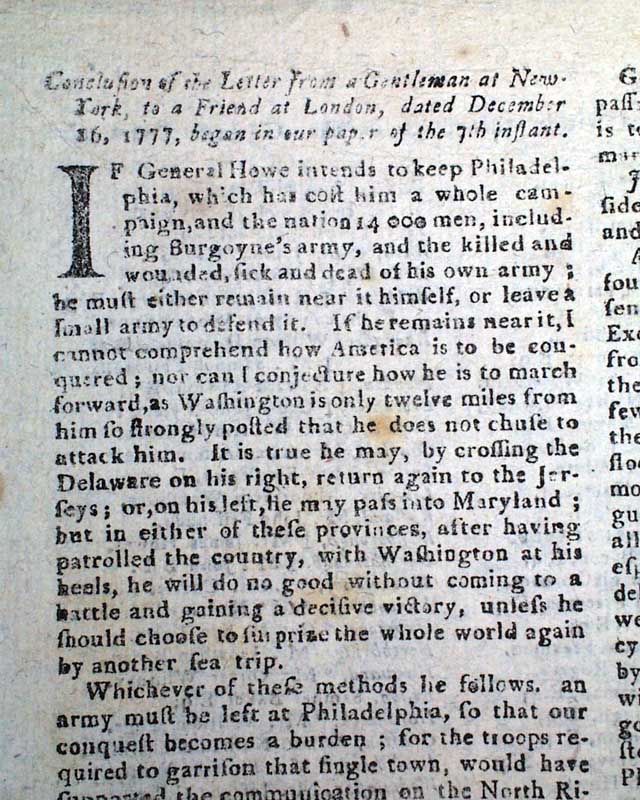 Conclusion of the Letter from a Gentleman at New-
York, to a Friend at London, dated December
16, 1777, began in our paper of the 7th instant.
IF General Howe intends to keep Philadel-
phia, which has cost him a whole cam-
paign, and the nation 14 000 men, includ-
ing Burgoyne's army, and the killed and
wounded, sick and dead of his own army ;
he must either remain near it himself, or leave a
small army to defend it. If he remains near it, I
cannot comprehend how America is to be con-
quered ; nor can I conjecture how he is to march
forward, as Washington is only twelve miles from
him so strongly posted that he does not chuse to
attack him. It is true he may, by crossing the
Delaware on his right, return again to the Jer-
seys ; or, on his left, he may pass into Maryland ;
but in either of these provinces, after having
patrolled the country, with Washington at his
heels, he will do no good without coming to a
battle and gaining a decisive victory, unless he
should choose to surprize the whole world again
by another sea trip.
Whichever of these methods he follows. an
army must be left at Philadelphia, so that our
conquest becomes a burden ; for the troops re-
quired to garrison that single town, would have
supported the communication on the North Ri-